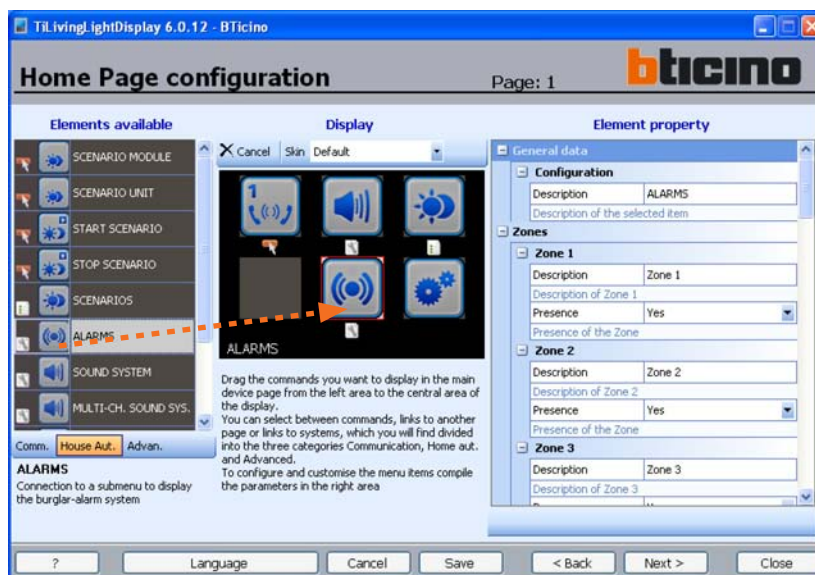 TiLivingLightDisplay 6.0.12 - BTicino
Home Page configuration
Page: 1
bticino
Elements available
SCENARIO MODULE
SCENARIO UNIT
START SCENARIO
STOP SCENARIO
SCENARIOS
ALARMS
SOUND SYSTEM
MULTI-CH. SOUND SYS.
Comm. House Aut. Advan.
ALARMS
Connection to a submenu to display
the burglar-alarm system
Display
Cancel Skin Default
1
ALARMS
Drag the commands you want to display in the main
device page from the left area to the central area of
the display.
You can select between commands, links to another
page or links to systems, which you will find divided
into the three categories Communication, Home aut.
and Advanced.
To configure and customise the menu items compile
the parameters in the right area
Element property
General data
Configuration
Description ALARMS
Description of the selected item
Zones
Zone 1
Description Zone 1
Description of Zone 1
Presence Yes
Presence of the Zone
Zone 2
Description Zone 2
Description of Zone 2
Presence Yes
Presence of the Zone
Zone 3
Description Zone 3
Description of Zone 3
? Language Cancel Save < Back Next > Close